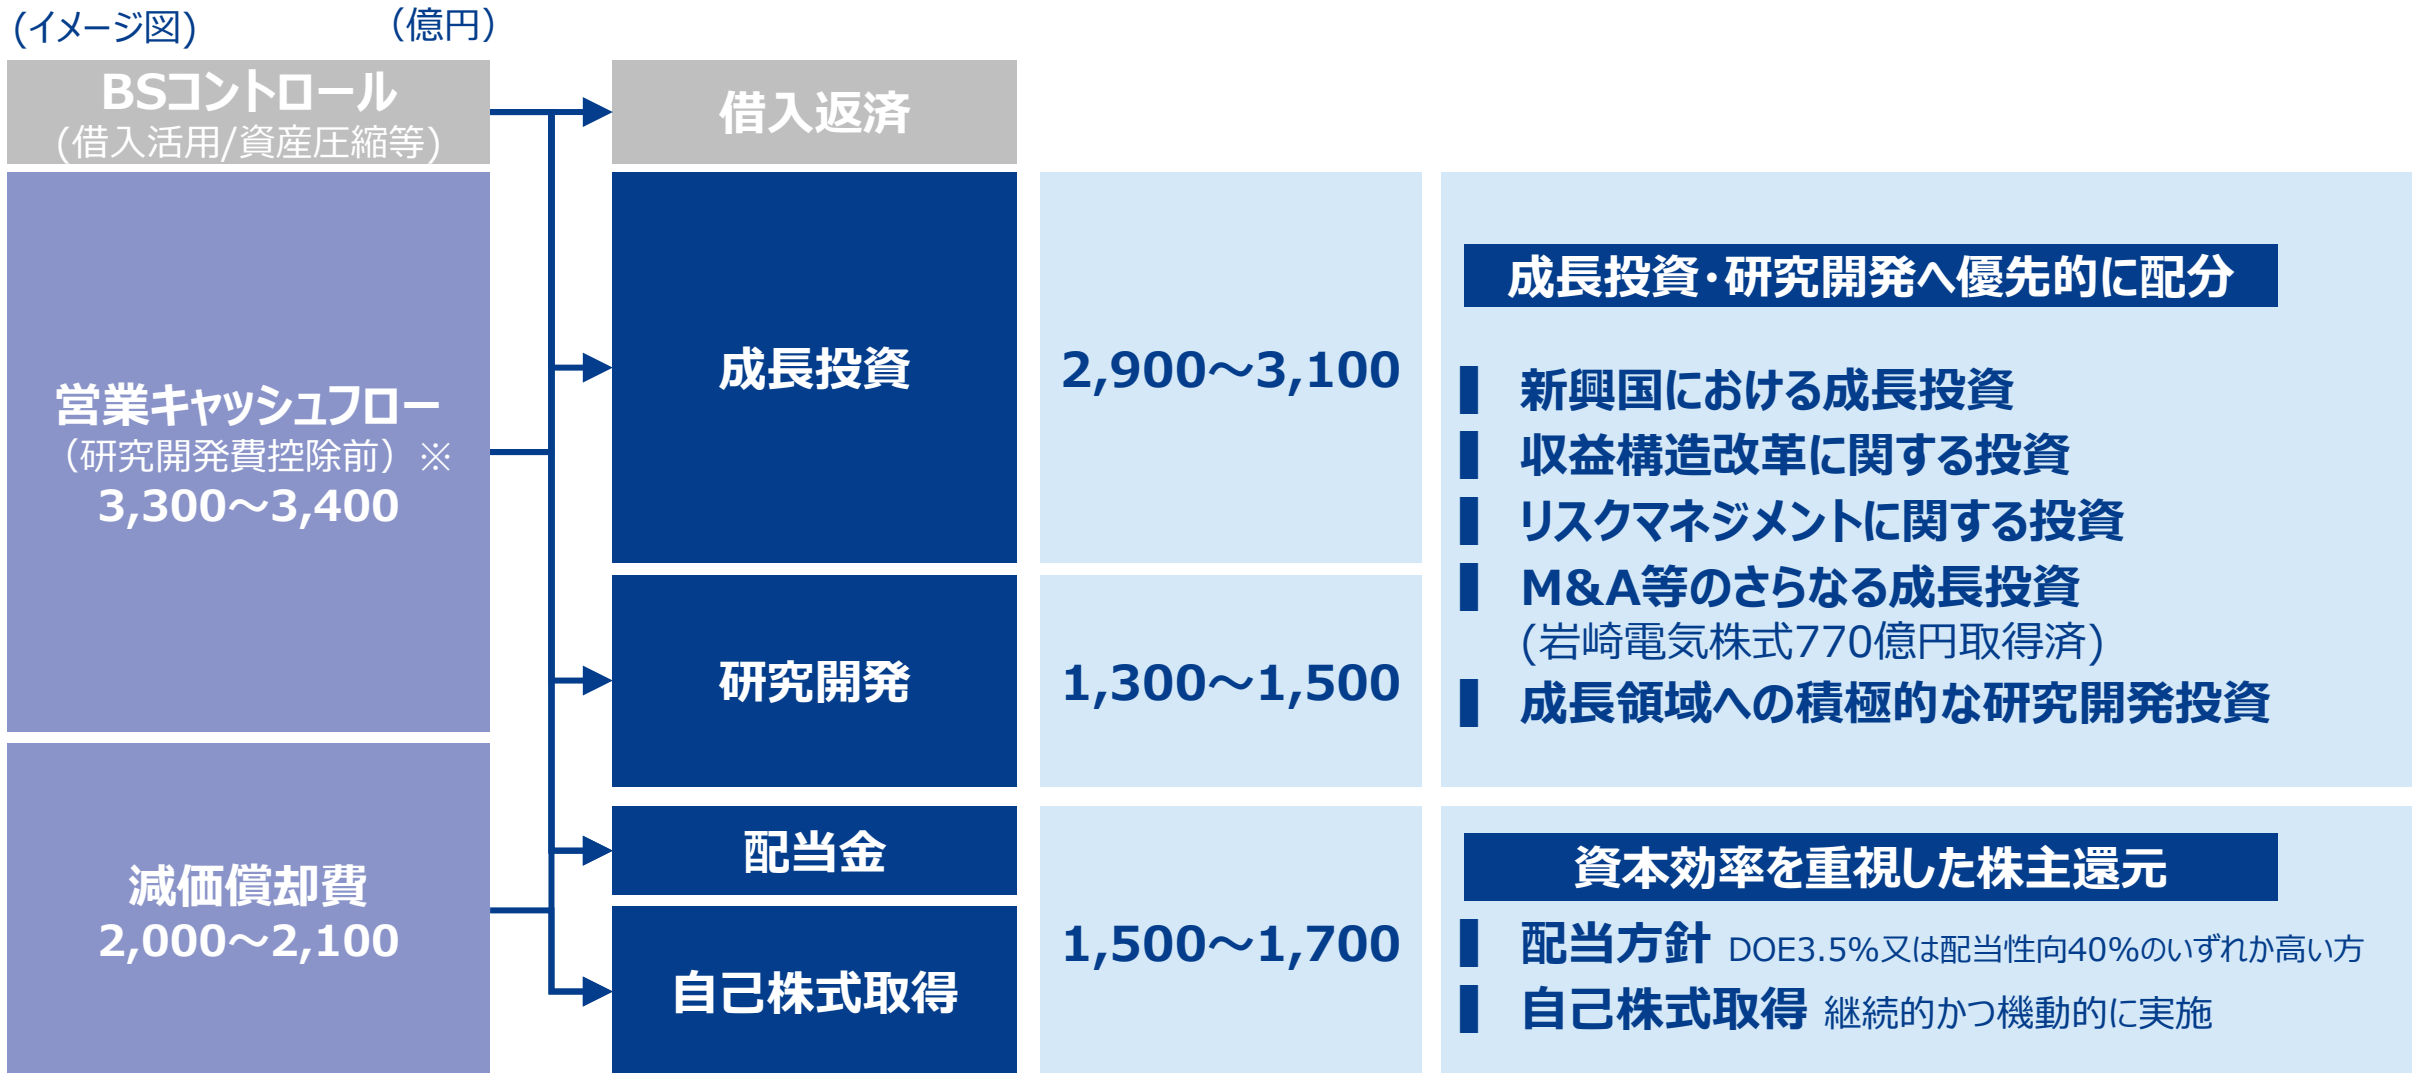 (イメージ図)
（億円）
BSコントロール
(借入活用/資産圧縮等)
営業キャッシュフロー
（研究開発費控除前）※
3,300～3,400
減価償却費
2,000～2,100
借入返済
成長投資
2,900～3,100
研究開発
1,300～1,500
配当金
自己株式取得
1,500～1,700
成長投資・研究開発へ優先的に配分
新興国における成長投資
収益構造改革に関する投資
リスクマネジメントに関する投資
M&A等のさらなる成長投資
(岩崎電気株式770億円取得済)
成長領域への積極的な研究開発投資
資本効率を重視した株主還元
配当方針 DOE3.5%又は配当性向40%のいずれか高い方
自己株式取得 継続的かつ機動的に実施